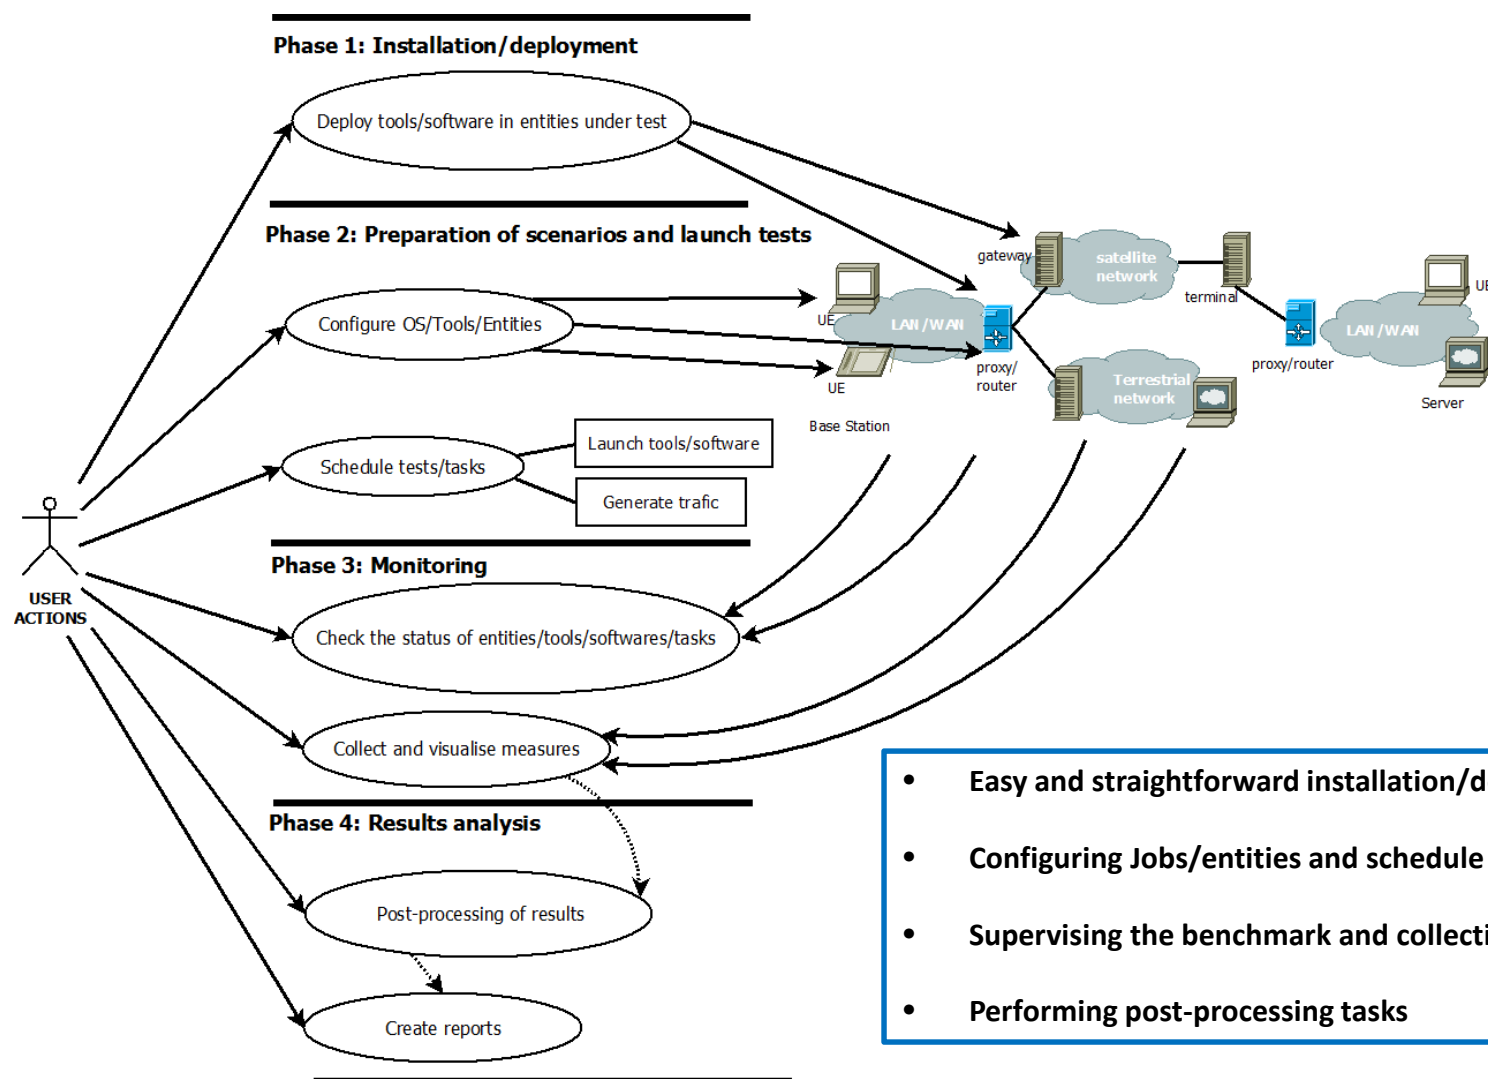 Phase 1: Installation/deployment
Deploy tools/software in entities under test
Phase 2: Preparation of scenarios and launch tests
gateway
satellite
network
terminal
UE
UE
LAN/WAN
LAN/WAN
Configure OS/Tools/Entities
proxy/
router
proxy/router
Terrestrial
network
UE
Server
Base Station
Launch tools/software
Schedule tests/tasks
Generate trafic
Phase 3: Monitoring
USER
ACTIONS
Check the status of entities/tools/softwares/tasks
Collect and visualise measures
• Easy and straightforward installation/d
Phase 4: Results analysis
• Configuring Jobs/entities and schedule
Post-processing of results
• Supervising the benchmark and collecti
• Performing post-processing tasks
Create reports